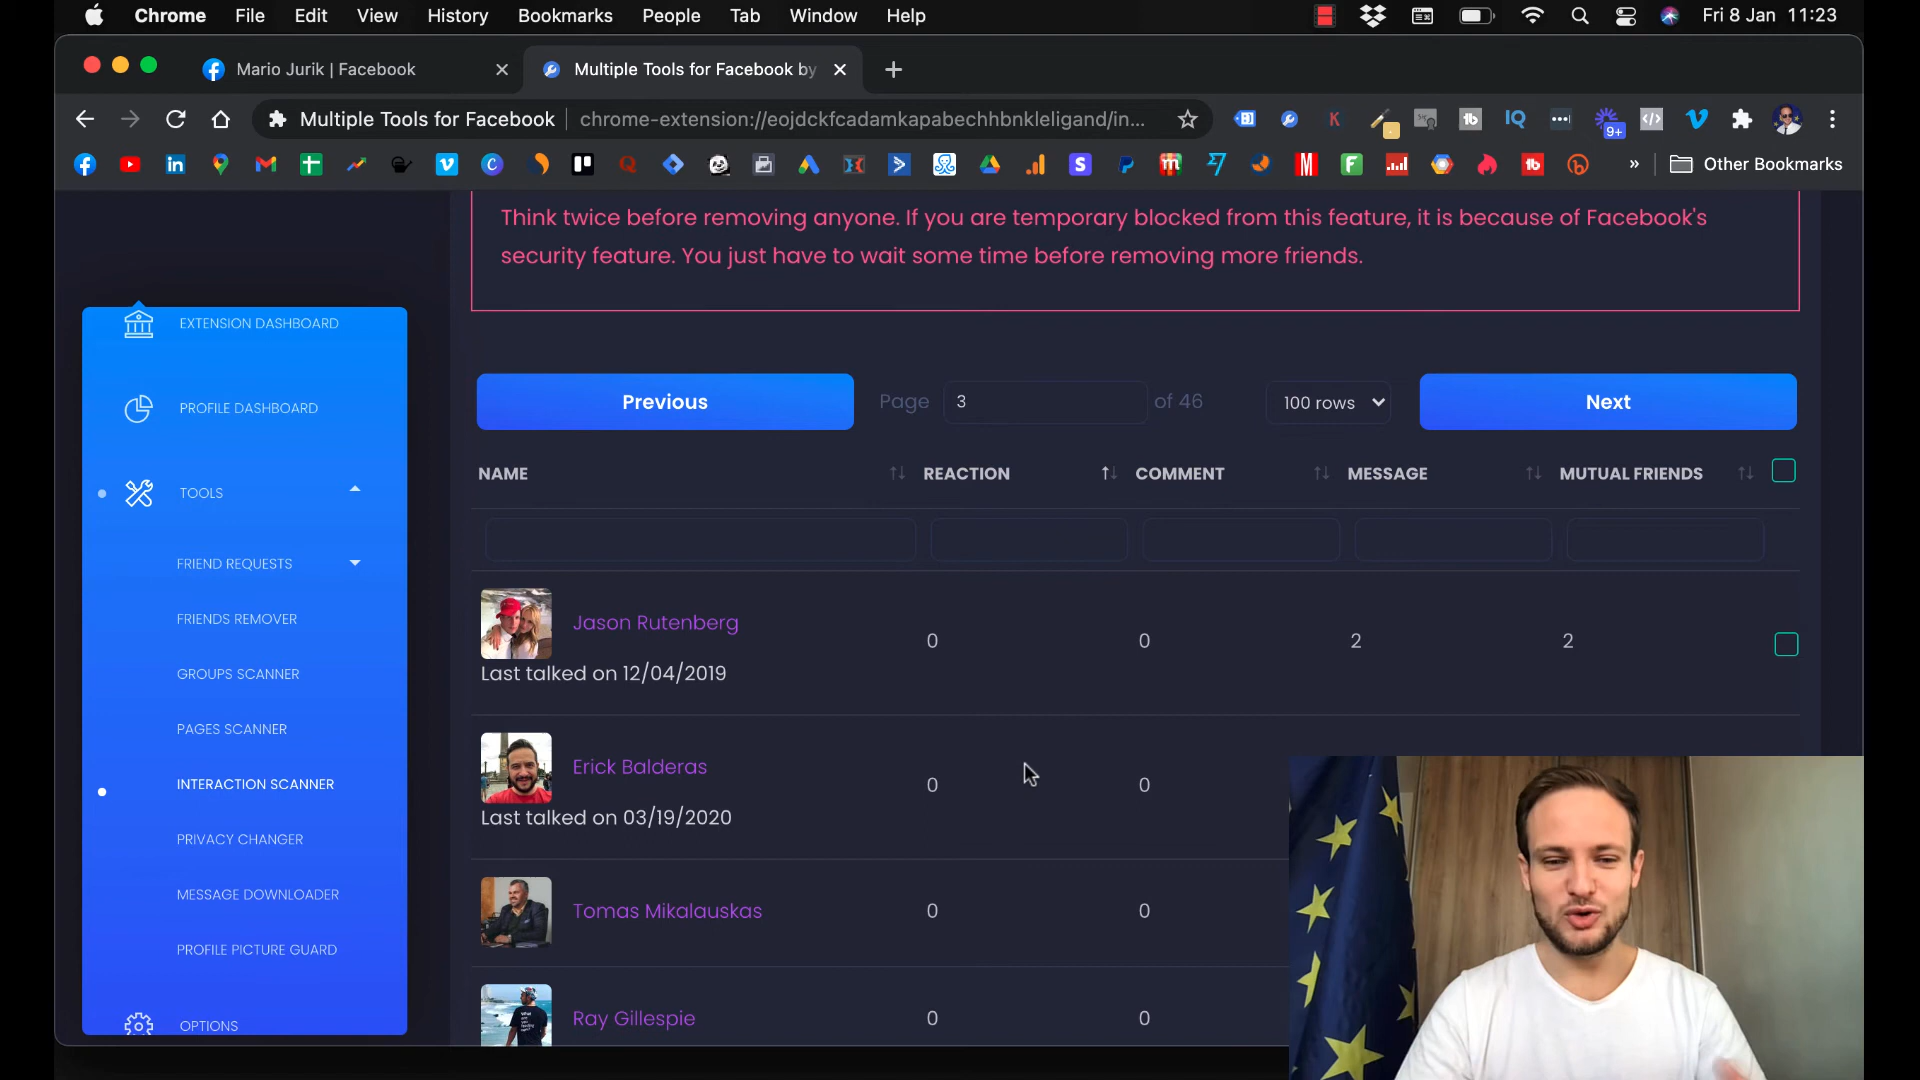 Chrome File Edit View History Bookmarks People Tab Window Help Fri 8 Jan 11:23
Mario Jurik | Facebook Multiple Tools for Facebook by
Multiple Tools for Facebook chrome-extension://eojdckfcadamkapabechhbnkleligand/in... K IQ 9+
Other Bookmarks
Think twice before removing anyone. If you are temporary blocked from this feature, it is because of Facebook's
security feature. You just have to wait some time before removing more friends.
EXTENSION DASHBOARD
PROFILE DASHBOARD
TOOLS
FRIEND REQUESTS
FRIENDS REMOVER
GROUPS SCANNER
PAGES SCANNER
INTERACTION SCANNER
PRIVACY CHANGER
MESSAGE DOWNLOADER
PROFILE PICTURE GUARD
OPTIONS
Previous Page 3 of 46 100 rows Next
NAME REACTION COMMENT MESSAGE MUTUAL FRIENDS
Jason Rutenberg 0 0 2 2
Last talked on 12/04/2019
Erick Balderas 0 0
Last talked on 03/19/2020
Tomas Mikalauskas 0 0
Ray Gillespie 0 0